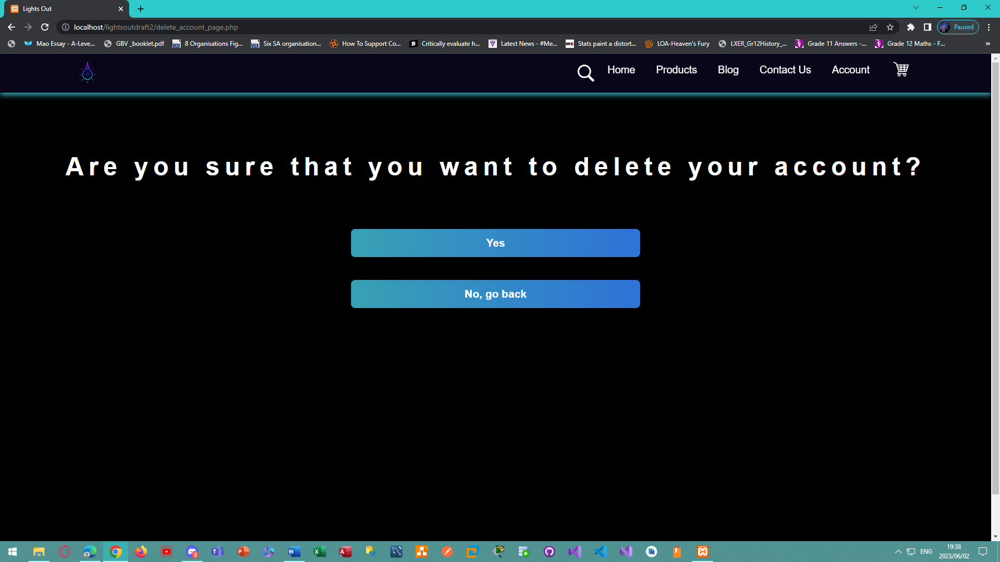 Lights Out
localhost/lightsoutdraft2/delete_account_page.php
Paused
Mao Essay - A-Leve... GBV _booklet.pdf 8 Organisations Fig... Six SA organisation... How To Support Co... Critically evaluate h... Latest News - #Me... Stats paint a distort... LOA-Heaven's Fury LXER_Gr12History_... Grade 11 Answers -... Grade 12 Maths - F... »
Home Products Blog Contact Us Account
Are you sure that you want to delete your account?
Yes
No, go back
3
ENG
19:38
2023/06/02